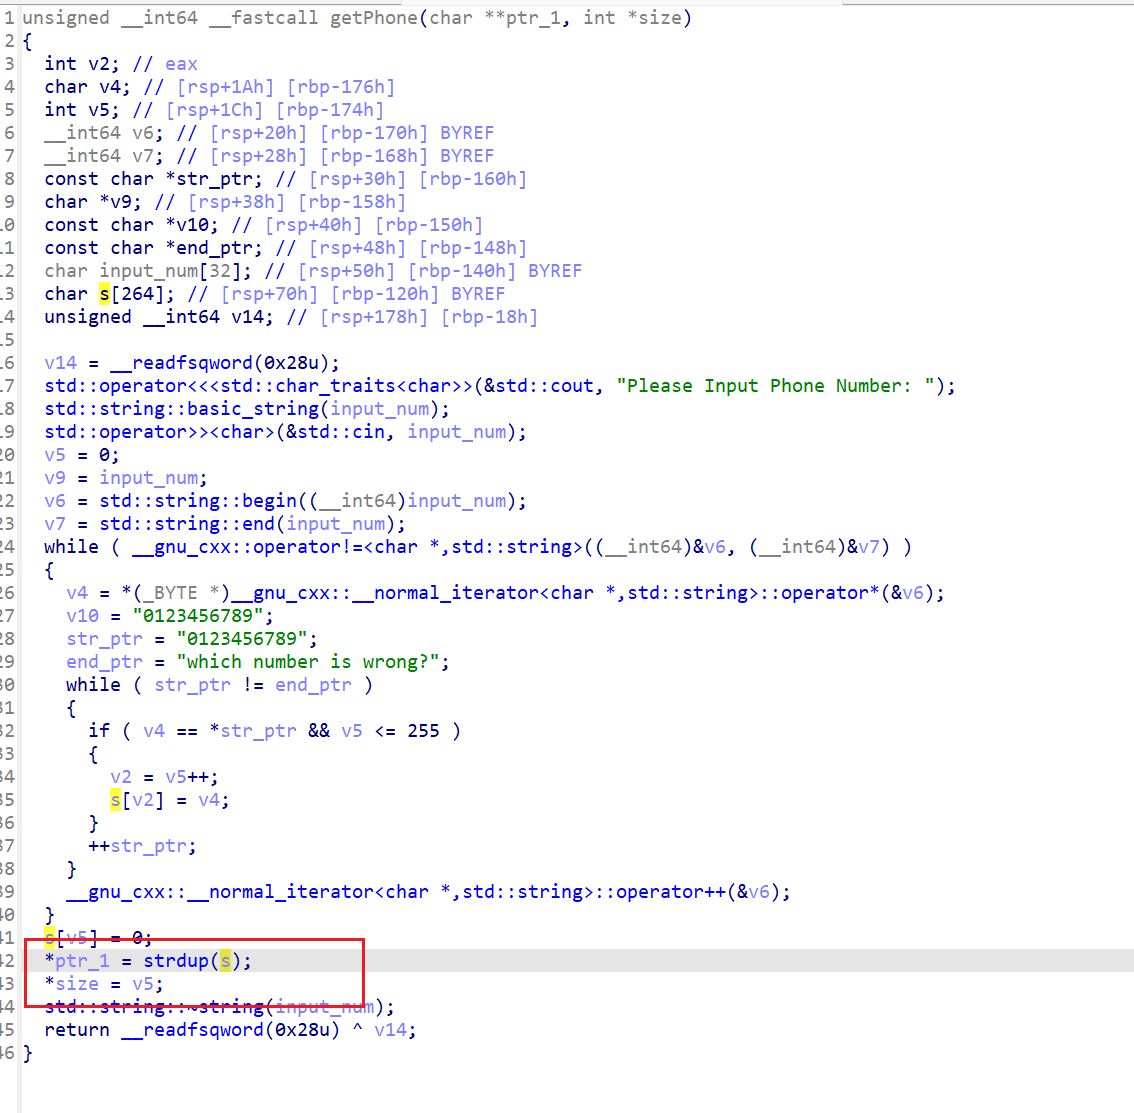 1 unsigned __int64 __fastcall getPhone(char **ptr_1, int *size)
2 {
3 int v2; // eax
4 char v4; // [rsp+1Ah] [rbp-176h]
5 int v5; // [rsp+1Ch] [rbp-174h]
6 __int64 v6; // [rsp+20h] [rbp-170h] BYREF
7 __int64 v7; // [rsp+28h] [rbp-168h] BYREF
8 const char *str_ptr; // [rsp+30h] [rbp-160h]
9 char *v9; // [rsp+38h] [rbp-158h]
10 const char *v10; // [rsp+40h] [rbp-150h]
11 const char *end_ptr; // [rsp+48h] [rbp-148h]
12 char input_num[32]; // [rsp+50h] [rbp-140h] BYREF
13 char s[264]; // [rsp+70h] [rbp-120h] BYREF
14 unsigned __int64 v14; // [rsp+178h] [rbp-18h]
15
16 v14 = __readfsqword(0x28u);
17 std::operator<<<std::char_traits<char>>(&std::cout, "Please Input Phone Number: ");
18 std::string::basic_string(input_num);
19 std::operator>><char>(&std::cin, input_num);
20 v5 = 0;
21 v9 = input_num;
22 v6 = std::string::begin((__int64)input_num);
23 v7 = std::string::end(input_num);
24 while ( __gnu_cxx::operator!=<char *,std::string>((__int64)&v6, (__int64)&v7) )
25 {
26 v4 = *(_BYTE *)__gnu_cxx::__normal_iterator<char *,std::string>::operator*(&v6);
27 v10 = "0123456789";
28 str_ptr = "0123456789";
29 end_ptr = "which number is wrong?";
30 while ( str_ptr != end_ptr )
31 {
32 if ( v4 == *str_ptr && v5 <= 255 )
33 {
34 v2 = v5++;
35 s[v2] = v4;
36 }
37 ++str_ptr;
38 }
39 __gnu_cxx::__normal_iterator<char *,std::string>::operator++(&v6);
40 }
41 s[v5] = 0;
42 *ptr_1 = strdup(s);
43 *size = v5;
44 std::string::~string(input_num);
45 return __readfsqword(0x28u) ^ v14;
46 }